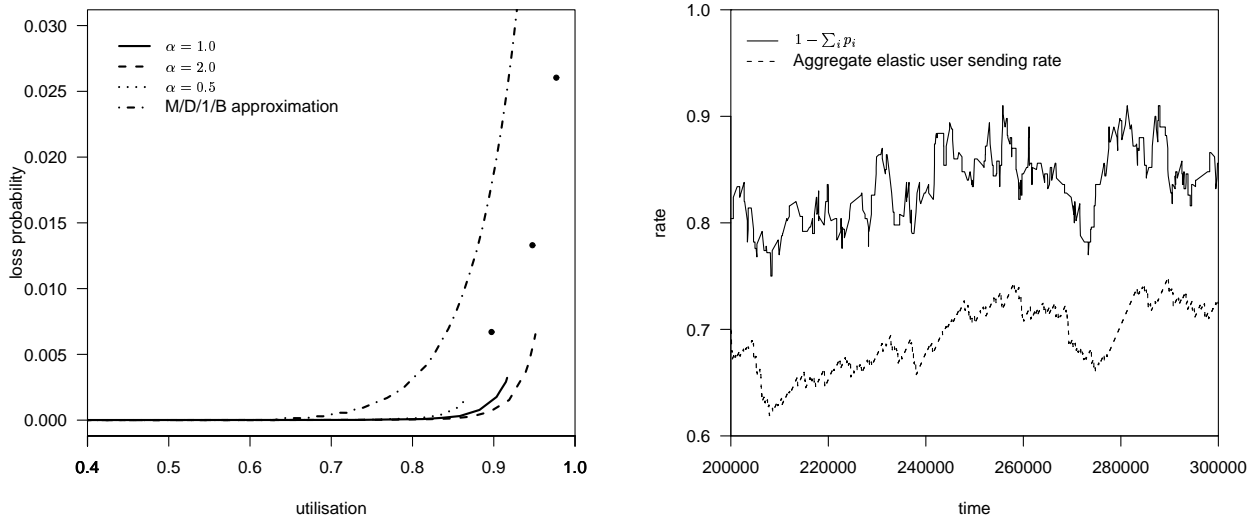 0.030
0.025
0.020
0.015
0.010
0.005
0.000
loss probability
α = 1.0
α = 2.0
α = 0.5
M/D/1/B approximation
0.4 0.5 0.6 0.7 0.8 0.9 1.0
utilisation
1.0
0.9
0.8
0.7
0.6
rate
1 − ∑i pi
Aggregate elastic user sending rate
200000 220000 240000 260000 280000 300000
time